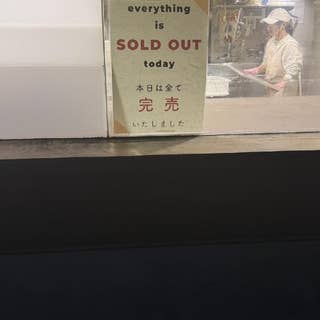 everything
is
SOLD OUT
today
本日は全て
完売
いたしました